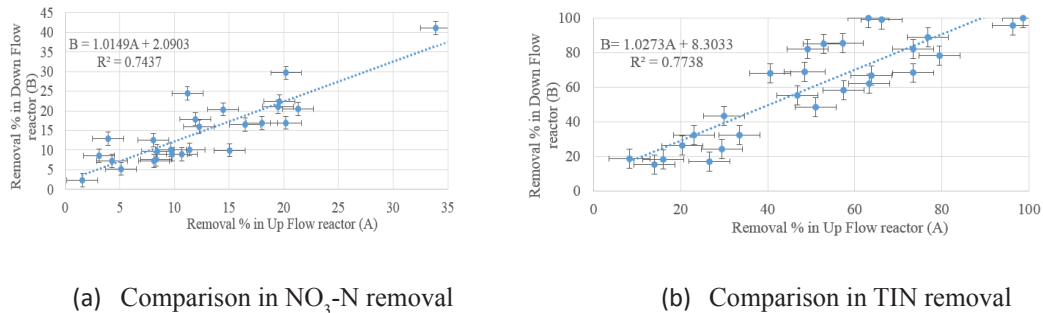 45
40
35
30
25
20
15
10
5
0
B = 1.0149A + 2.0903
R² = 0.7437
Removal % in Down Flow
reactor (B)
0 5 10 15 20 25 30 35
Removal % in Up Flow reactor (A)
(a) Comparison in NO₃-N removal
100
80
60
40
20
0
B= 1.0273A + 8.3033
R² = 0.7738
Removal % in Down Flow
reactor (B)
0 20 40 60 80 100
Removal % in Up Flow reactor (A)
(b) Comparison in TIN removal